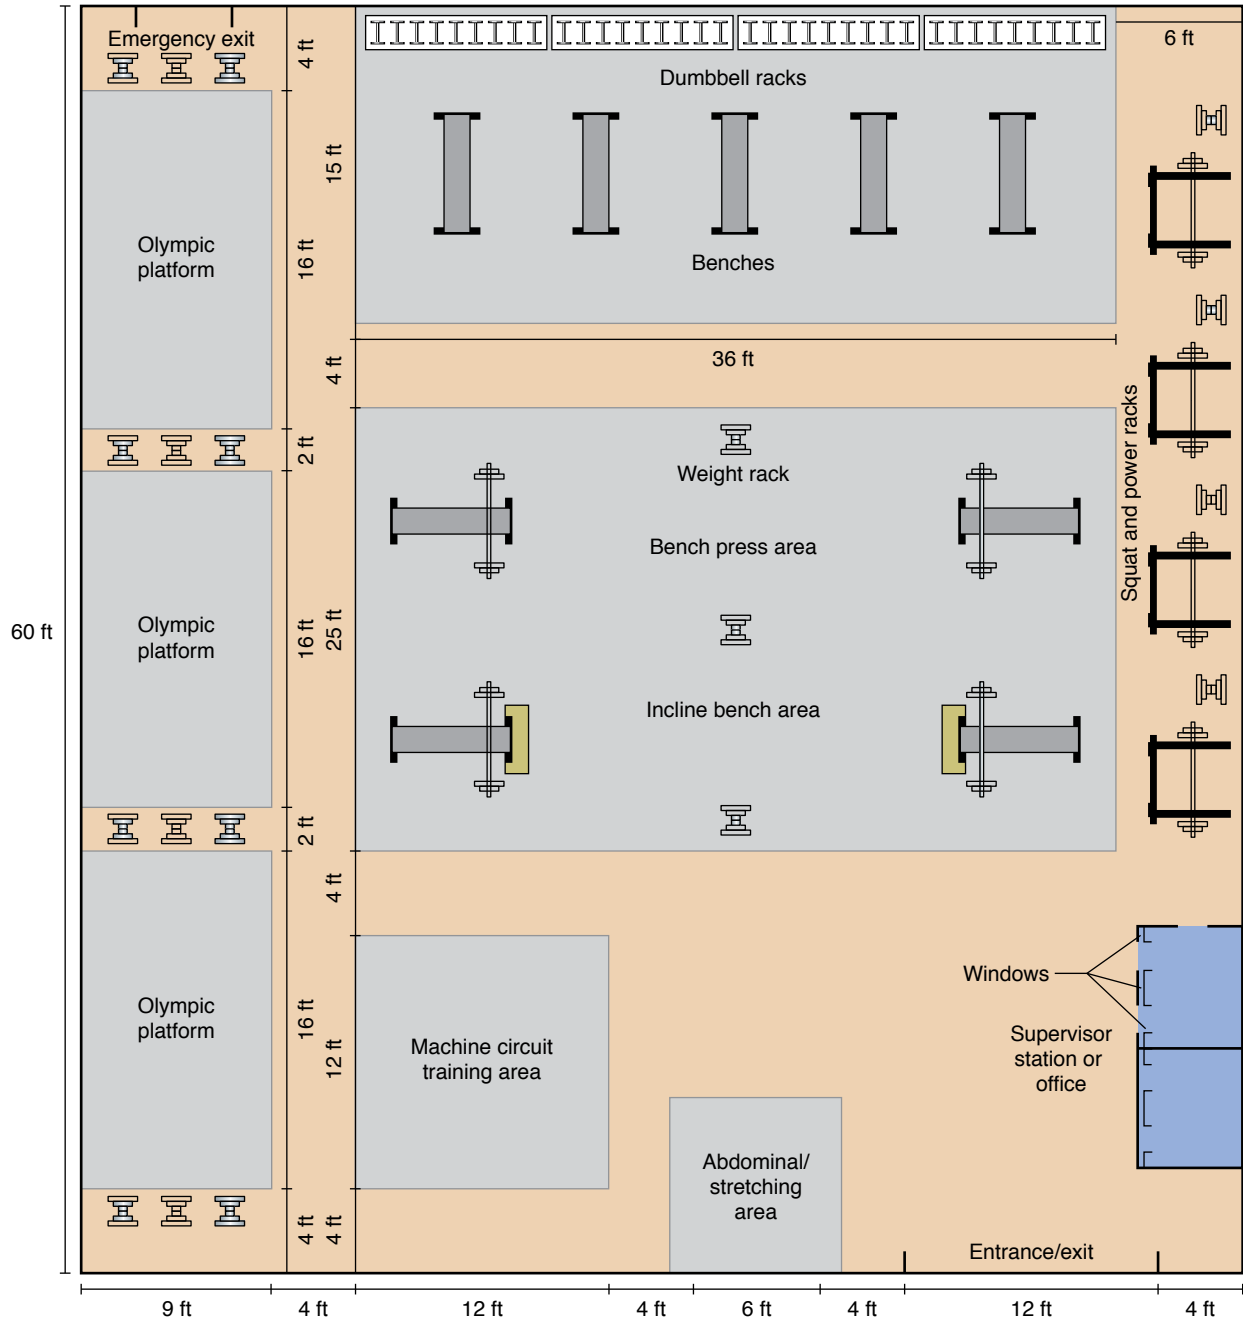 Emergency exit
4 ft
6 ft
Dumbbell racks
15 ft
Olympic
platform
16 ft
Benches
36 ft
4 ft
Squat and power racks
2 ft
Weight rack
Bench press area
60 ft
Olympic
platform
16 ft
25 ft
Incline bench area
2 ft
4 ft
Windows
Olympic
platform
16 ft
12 ft
Machine circuit
training area
Supervisor
station or
office
Abdominal/
stretching
area
4 ft
4 ft
Entrance/exit
9 ft
4 ft
12 ft
4 ft
6 ft
4 ft
12 ft
4 ft